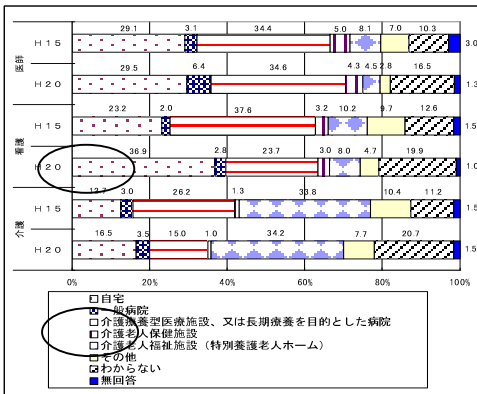 29.1 3.1 34.4 5.0 8.1 7.0 10.3
医師 H15 3.0
29.5 6.4 34.6 4.3 4.5 2.8 16.5
H20 1.3
23.2 2.0 37.6 3.2 10.2 9.7 12.6
看護 H15 1.5
36.9 2.8 23.7 3.0 8.0 4.7 19.9
H20 1.0
12.7 3.0 26.2 1.3 33.8 10.4 11.2
介護 H15 1.5
16.5 3.5 15.0 1.0 34.2 7.7 20.7
H20 1.5
0% 20% 40% 60% 80% 100%
自宅
一般病院
介護療養型医療施設、又は長期療養を目的とした病院
介護老人保健施設
介護老人福祉施設（特別養護老人ホーム）
その他
わからない
無回答